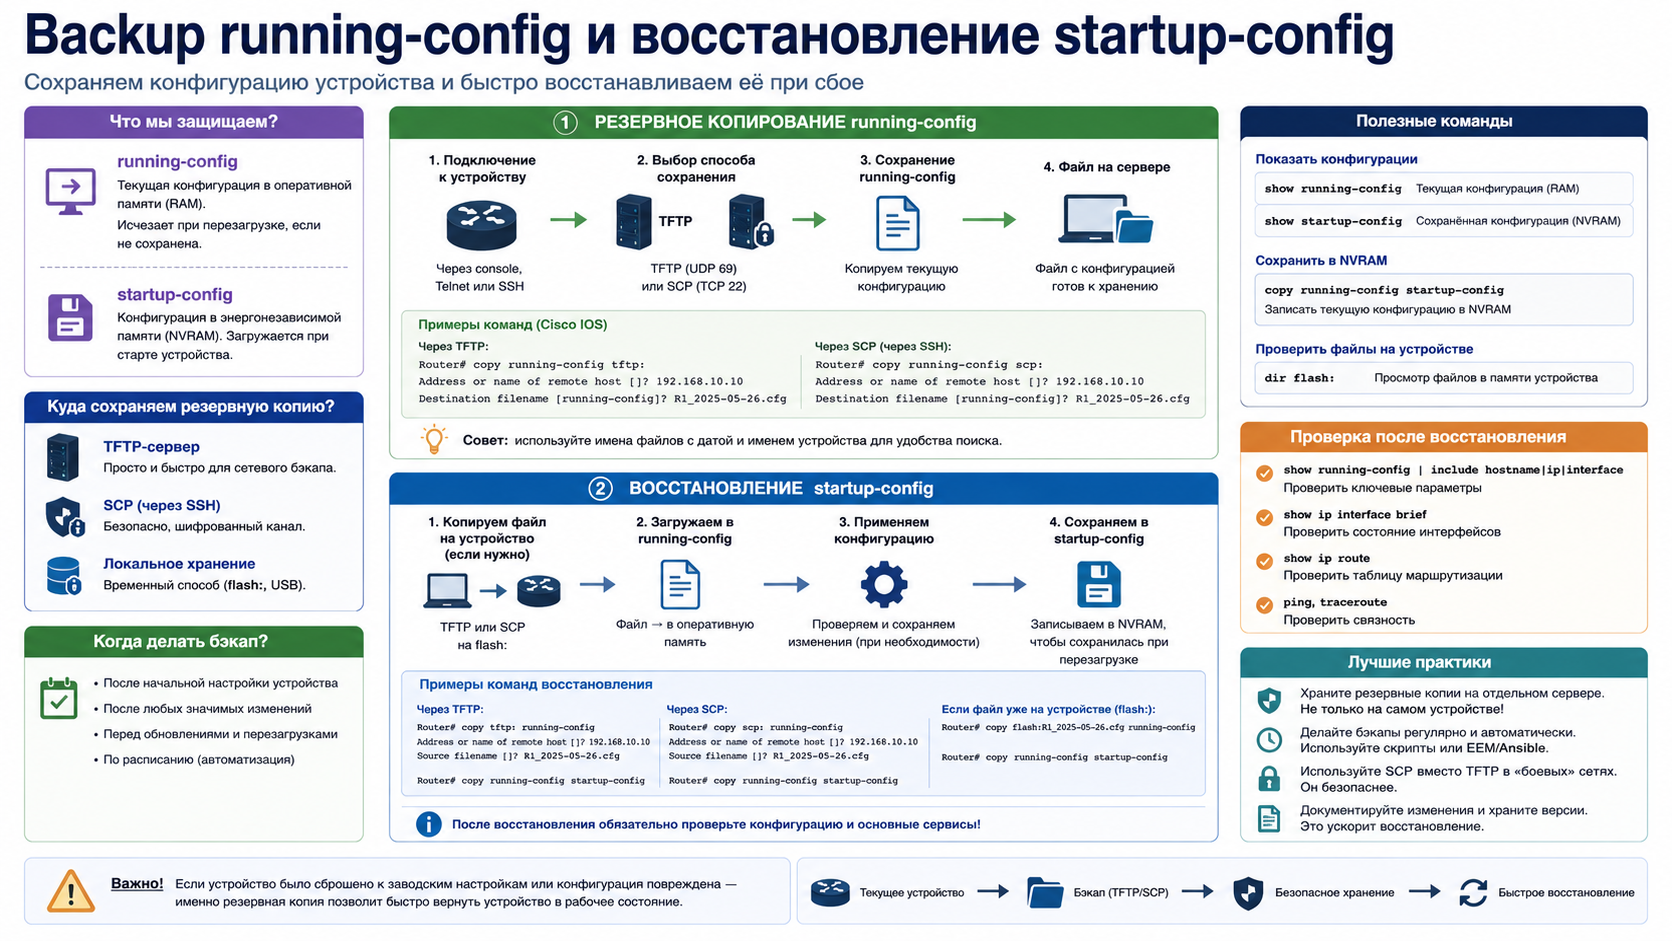 Backup running-config и восстановление startup-config
Сохраняем конфигурацию устройства и быстро восстанавливаем её при сбое
Что мы защищаем?
running-config
Текущая конфигурация в оперативной
памяти (RAM).
Исчезает при перезагрузке, если
не сохранена.
startup-config
Конфигурация в энергонезависимой
памяти (NVRAM). Загружается при
старте устройства.
Куда сохраняем резервную копию?
TFTP-сервер
Просто и быстро для сетевого бэкапа.
SCP (через SSH)
Безопасно, шифрованный канал.
Локальное хранение
Временный способ (flash:, USB).
Когда делать бэкап?
• После начальной настройки устройства
• После любых значимых изменений
• Перед обновлениями и перезагрузками
• По расписанию (автоматизация)
1 РЕЗЕРВНОЕ КОПИРОВАНИЕ running-config
1. Подключение
к устройству
Через console,
Telnet или SSH
2. Выбор способа
сохранения
TFTP
TFTP (UDP 69)
или SCP (TCP 22)
3. Сохранение
running-config
Копируем текущую
конфигурацию
4. Файл на сервере
Файл с конфигурацией
готов к хранению
Примеры команд (Cisco IOS)
Через TFTP:
Router# copy running-config tftp:
Address or name of remote host []? 192.168.10.10
Destination filename [running-config]? R1_2025-05-26.cfg
Через SCP (через SSH):
Router# copy running-config scp:
Address or name of remote host []? 192.168.10.10
Destination filename [running-config]? R1_2025-05-26.cfg
Совет: используйте имена файлов с датой и именем устройства для удобства поиска.
2 ВОССТАНОВЛЕНИЕ startup-config
1. Копируем файл
на устройство
(если нужно)
TFTP или SCP
на flash:
2. Загружаем в
running-config
Файл → в оперативную
память
3. Применяем
конфигурацию
Проверяем и сохраняем
изменения (при необходимости)
4. Сохраняем в
startup-config
Записываем в NVRAM,
чтобы сохранилась при
перезагрузке
Примеры команд восстановления
Через TFTP:
Router# copy tftp: running-config
Address or name of remote host []? 192.168.10.10
Source filename []? R1_2025-05-26.cfg
Router# copy running-config startup-config
Через SCP:
Router# copy scp: running-config
Address or name of remote host []? 192.168.10.10
Source filename []? R1_2025-05-26.cfg
Router# copy running-config startup-config
Если файл уже на устройстве (flash:):
Router# copy flash:R1_2025-05-26.cfg running-config
Router# copy running-config startup-config
После восстановления обязательно проверьте конфигурацию и основные сервисы!
Полезные команды
Показать конфигурации
show running-config Текущая конфигурация (RAM)
show startup-config Сохранённая конфигурация (NVRAM)
Сохранить в NVRAM
copy running-config startup-config
Записать текущую конфигурацию в NVRAM
Проверить файлы на устройстве
dir flash: Просмотр файлов в памяти устройства
Проверка после восстановления
show running-config | include hostname|ip|interface
Проверить ключевые параметры
show ip interface brief
Проверить состояние интерфейсов
show ip route
Проверить таблицу маршрутизации
ping, traceroute
Проверить связность
Лучшие практики
Храните резервные копии на отдельном сервере.
Не только на самом устройстве!
Делайте бэкапы регулярно и автоматически.
Используйте скрипты или EEM/Ansible.
Используйте SCP вместо TFTP в «боевых» сетях.
Он безопаснее.
Документируйте изменения и храните версии.
Это ускорит восстановление.
Важно! Если устройство было сброшено к заводским настройкам или конфигурация повреждена —
именно резервная копия позволит быстро вернуть устройство в рабочее состояние.
Текущее устройство
Бэкап (TFTP/SCP)
Безопасное хранение
Быстрое восстановление